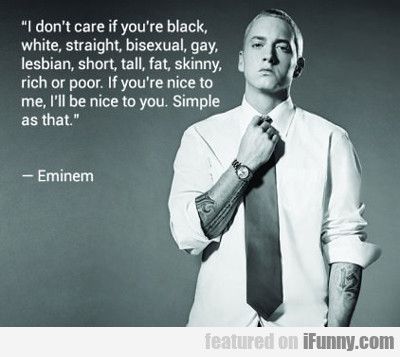 “I don't care if you're black,
white, straight, bisexual, gay,
lesbian, short, tall, fat, skinny,
rich or poor. If you're nice to
me, I'll be nice to you. Simple
as that.”
— Eminem
featured on iFunny.com